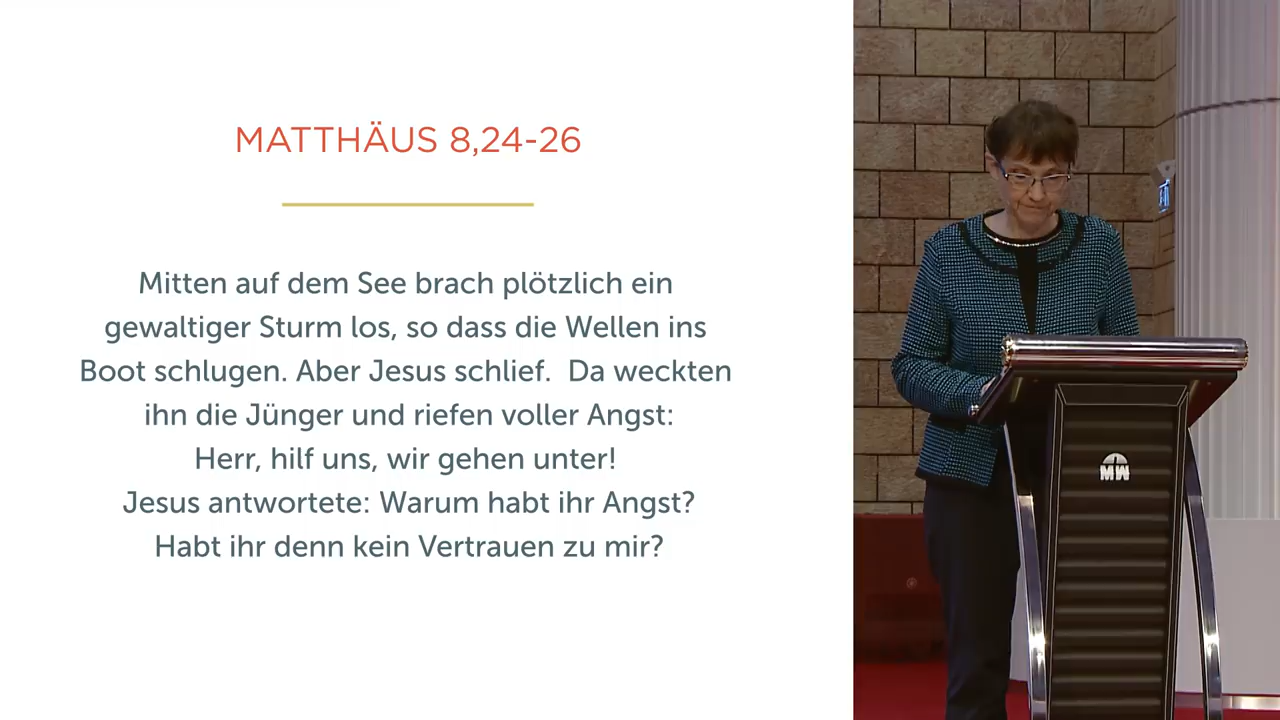 MATTHÄUS 8,24-26
Mitten auf dem See brach plötzlich ein
gewaltiger Sturm los, so dass die Wellen ins
Boot schlugen. Aber Jesus schlief.  Da weckten
ihn die Jünger und riefen voller Angst:
Herr, hilf uns, wir gehen unter!
Jesus antwortete: Warum habt ihr Angst?
Habt ihr denn kein Vertrauen zu mir?
MW